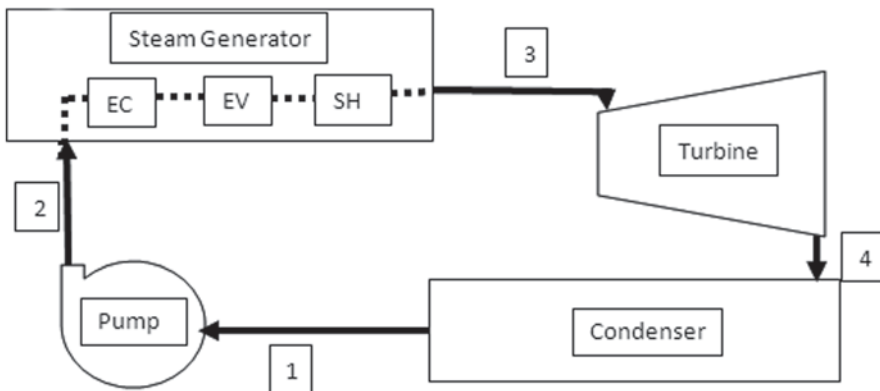 Steam Generator
3
EC
EV
SH
Turbine
2
4
Pump
Condenser
1